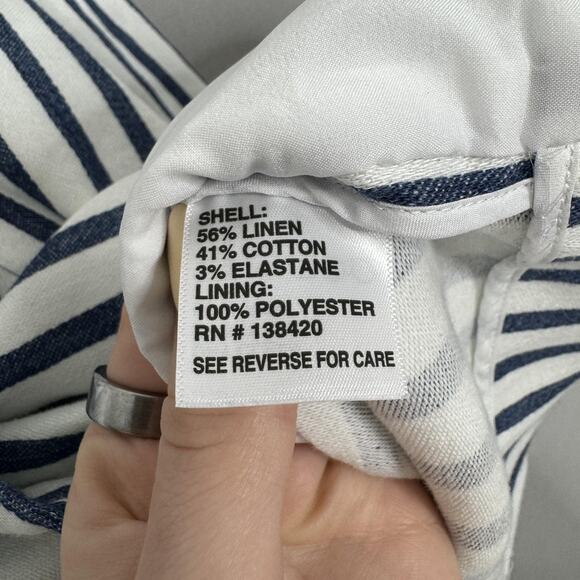 SHELL:
56% LINEN
41% COTTON
3% ELASTANE
LINING:
100% POLYESTER
RN # 138420
SEE REVERSE FOR CARE